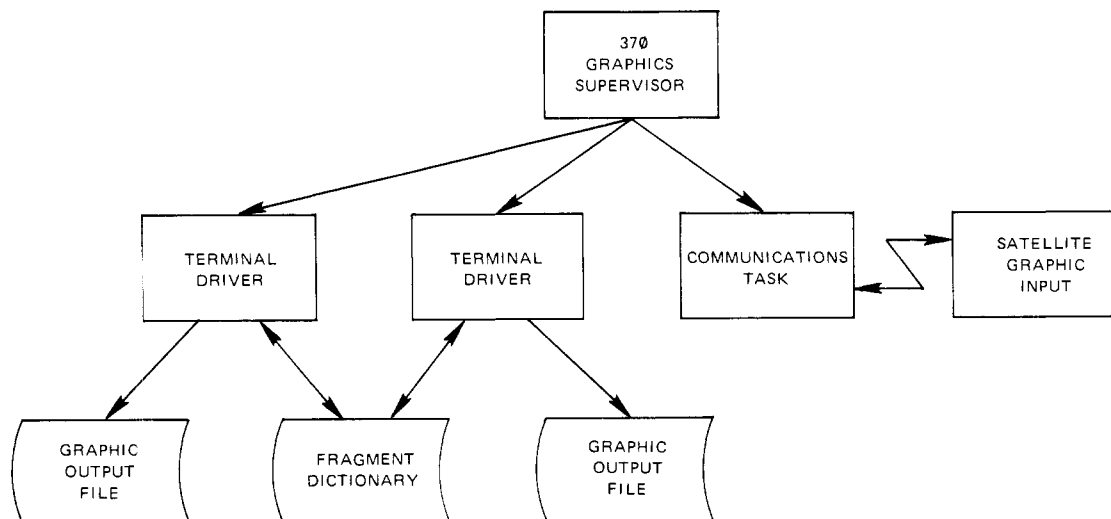 370
GRAPHICS
SUPERVISOR
TERMINAL
DRIVER
TERMINAL
DRIVER
COMMUNICATIONS
TASK
SATELLITE
GRAPHIC
INPUT
GRAPHIC
OUTPUT
FILE
FRAGMENT
DICTIONARY
GRAPHIC
OUTPUT
FILE